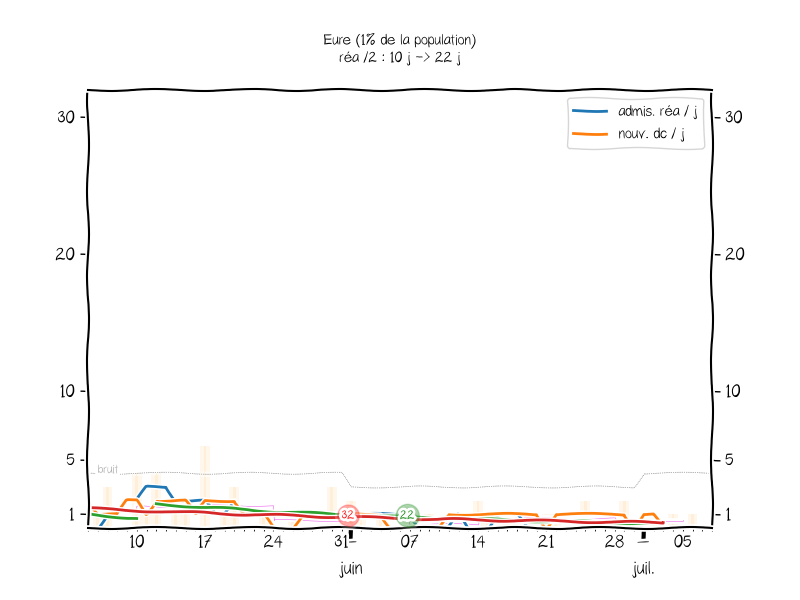 Eure (1% de la population)
réa /2 : 10 j -> 22 j
admis. réa / j
nouv. dc / j
30
30
20
20
10
10
5
5
bruit
1
1
32
22
10 17 24 31 07 14 21 28 05
juin juil.